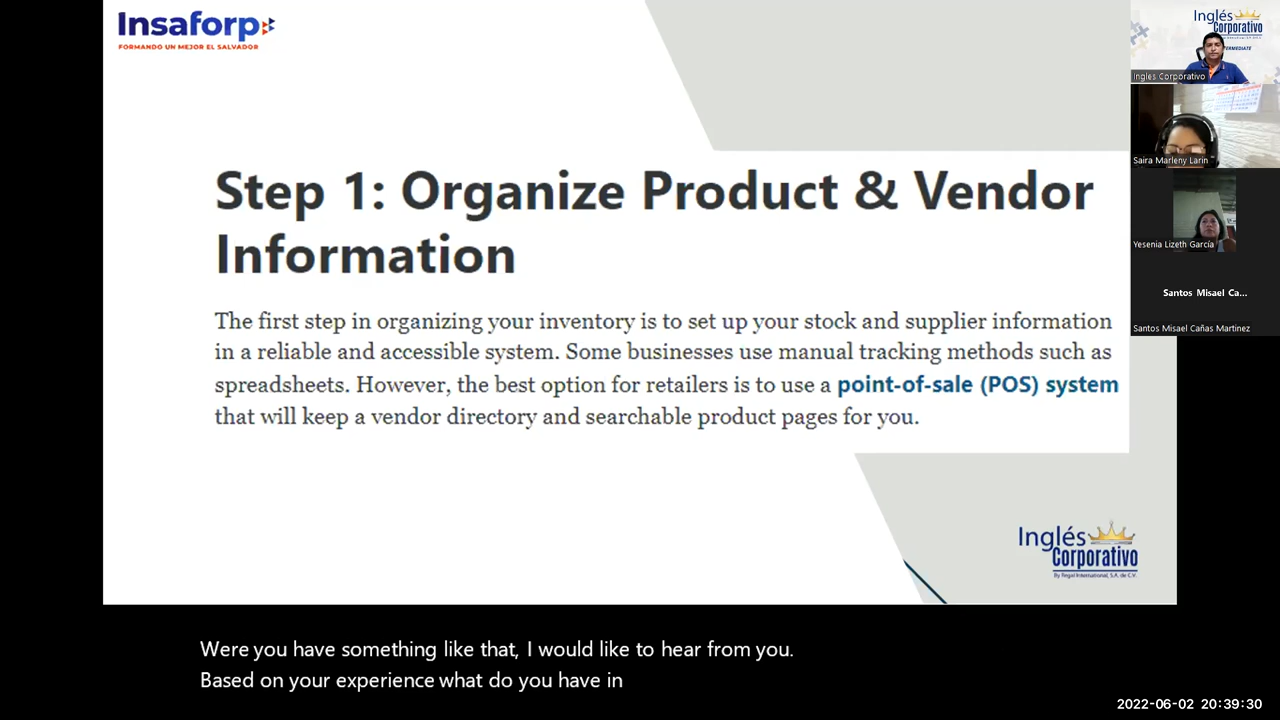 Insaforp
FORMANDO UN MEJOR EL SALVADOR
Step 1: Organize Product & Vendor
Information
The first step in organizing your inventory is to set up your stock and supplier information
in a reliable and accessible system. Some businesses use manual tracking methods such as
spreadsheets. However, the best option for retailers is to use a point-of-sale (POS) system
that will keep a vendor directory and searchable product pages for you.
Inglés
Corporativo
By Regal International, S.A. de C.V.
Inglés
Corporativo
Ingles Corporativo
Saira Marleny Larin
Yesenia Lizeth García
Santos Misael Ca...
Santos Misael Cañas Martinez
Were you have something like that, I would like to hear from you.
Based on your experience what do you have in
2022-06-02 20:39:30